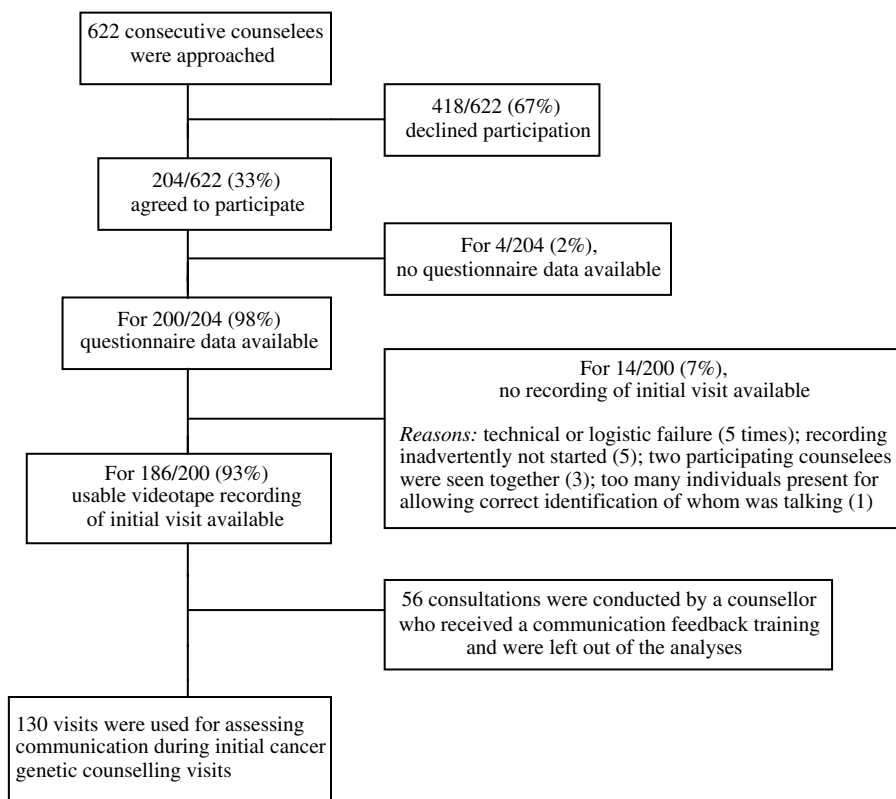 622 consecutive counselees
were approached
418/622 (67%)
declined participation
204/622 (33%)
agreed to participate
For 4/204 (2%),
no questionnaire data available
For 200/204 (98%)
questionnaire data available
For 14/200 (7%),
no recording of initial visit available
Reasons: technical or logistic failure (5 times); recording
inadvertently not started (5); two participating counselees
were seen together (3); too many individuals present for
allowing correct identification of whom was talking (1)
For 186/200 (93%)
usable videotape recording
of initial visit available
56 consultations were conducted by a counsellor
who received a communication feedback training
and were left out of the analyses
130 visits were used for assessing
communication during initial cancer
genetic counselling visits